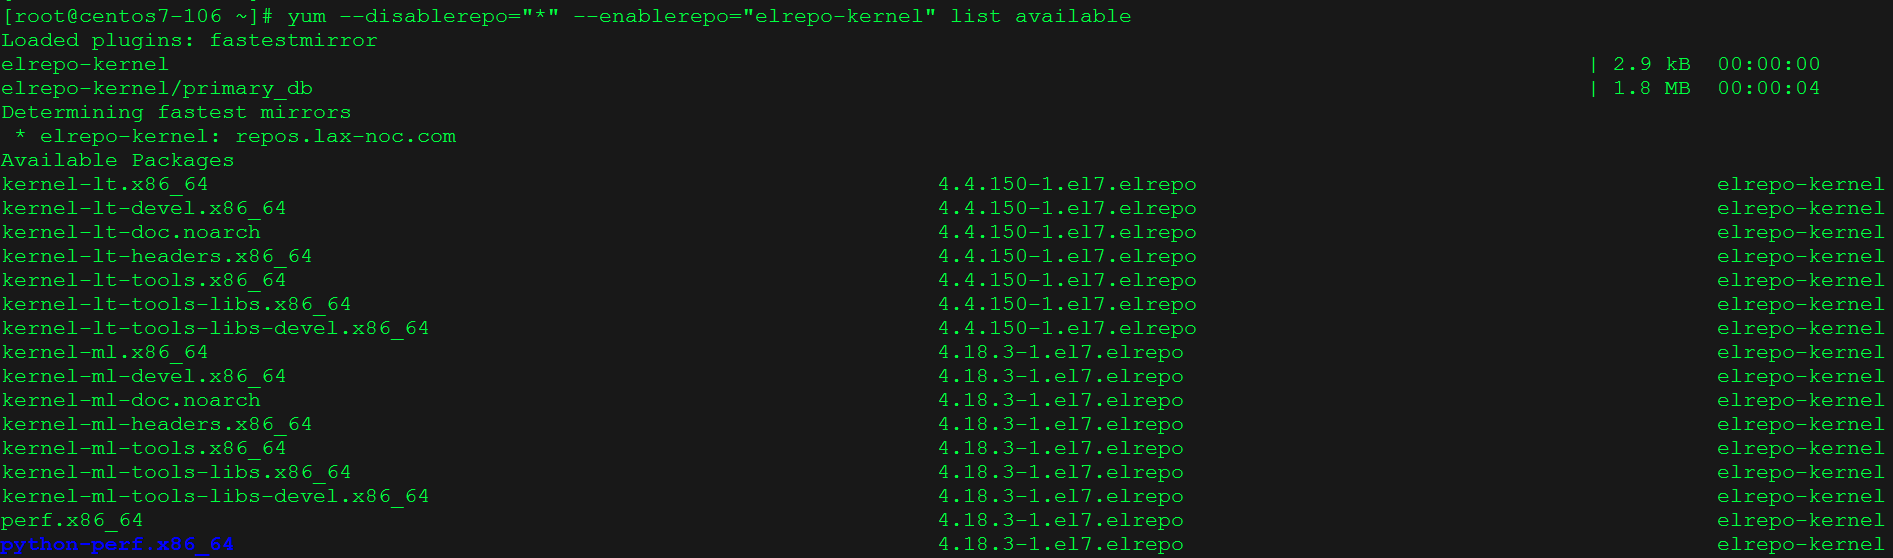 [root@centos7-106 ~]# yum --disablerepo="*" --enablerepo="elrepo-kernel" list available
Loaded plugins: fastestmirror
elrepo-kernel | 2.9 kB 00:00:00
elrepo-kernel/primary_db | 1.8 MB 00:00:04
Determining fastest mirrors
 * elrepo-kernel: repos.lax-noc.com
Available Packages
kernel-lt.x86_64 4.4.150-1.el7.elrepo elrepo-kernel
kernel-lt-devel.x86_64 4.4.150-1.el7.elrepo elrepo-kernel
kernel-lt-doc.noarch 4.4.150-1.el7.elrepo elrepo-kernel
kernel-lt-headers.x86_64 4.4.150-1.el7.elrepo elrepo-kernel
kernel-lt-tools.x86_64 4.4.150-1.el7.elrepo elrepo-kernel
kernel-lt-tools-libs.x86_64 4.4.150-1.el7.elrepo elrepo-kernel
kernel-lt-tools-libs-devel.x86_64 4.4.150-1.el7.elrepo elrepo-kernel
kernel-ml.x86_64 4.18.3-1.el7.elrepo elrepo-kernel
kernel-ml-devel.x86_64 4.18.3-1.el7.elrepo elrepo-kernel
kernel-ml-doc.noarch 4.18.3-1.el7.elrepo elrepo-kernel
kernel-ml-headers.x86_64 4.18.3-1.el7.elrepo elrepo-kernel
kernel-ml-tools.x86_64 4.18.3-1.el7.elrepo elrepo-kernel
kernel-ml-tools-libs.x86_64 4.18.3-1.el7.elrepo elrepo-kernel
kernel-ml-tools-libs-devel.x86_64 4.18.3-1.el7.elrepo elrepo-kernel
perf.x86_64 4.18.3-1.el7.elrepo elrepo-kernel
python-perf.x86_64 4.18.3-1.el7.elrepo elrepo-kernel